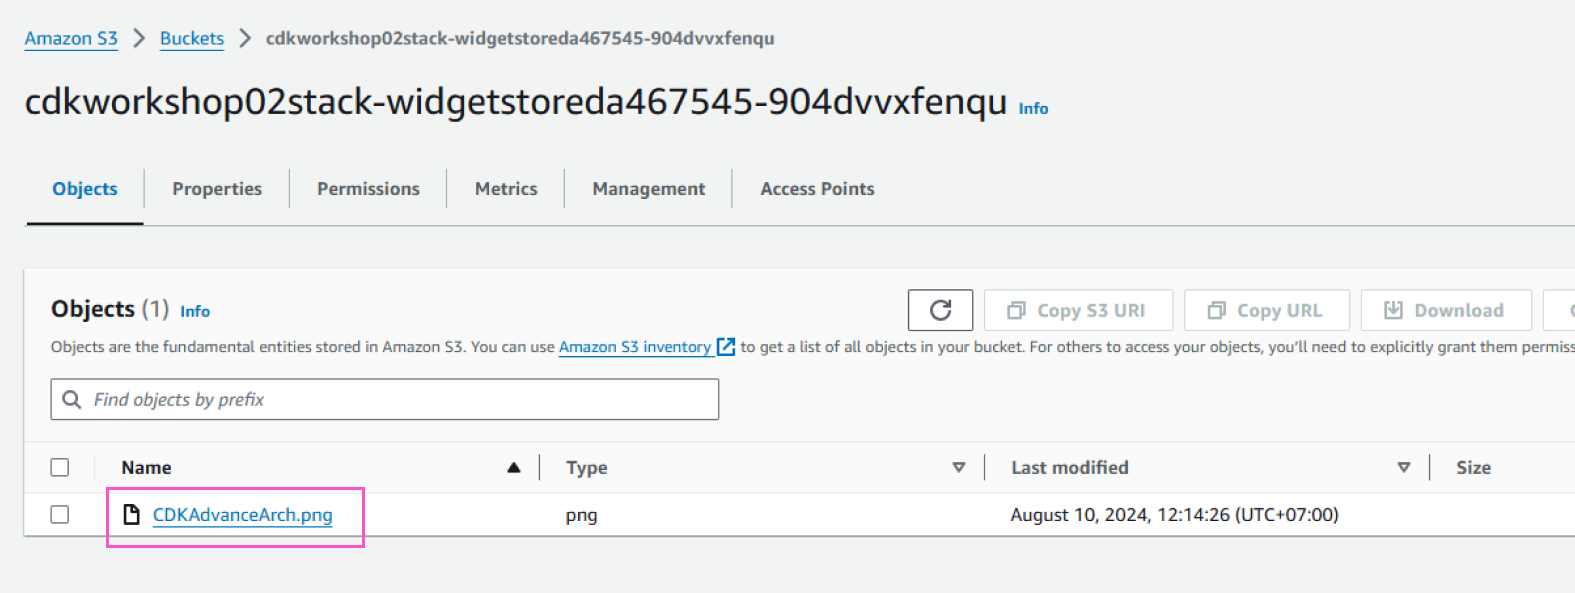 Amazon S3 > Buckets > cdkworkshop02stack-widgetstoreda467545-904dvvxfenqu
cdkworkshop02stack-widgetstoreda467545-904dvvxfenqu Info
Objects Properties Permissions Metrics Management Access Points
Objects (1) Info Copy S3 URI Copy URL Download
Objects are the fundamental entities stored in Amazon S3. You can use Amazon S3 inventory to get a list of all objects in your bucket. For others to access your objects, you'll need to explicitly grant them permiss
Find objects by prefix
Name Type Last modified Size
CDKAdvanceArch.png png August 10, 2024, 12:14:26 (UTC+07:00)